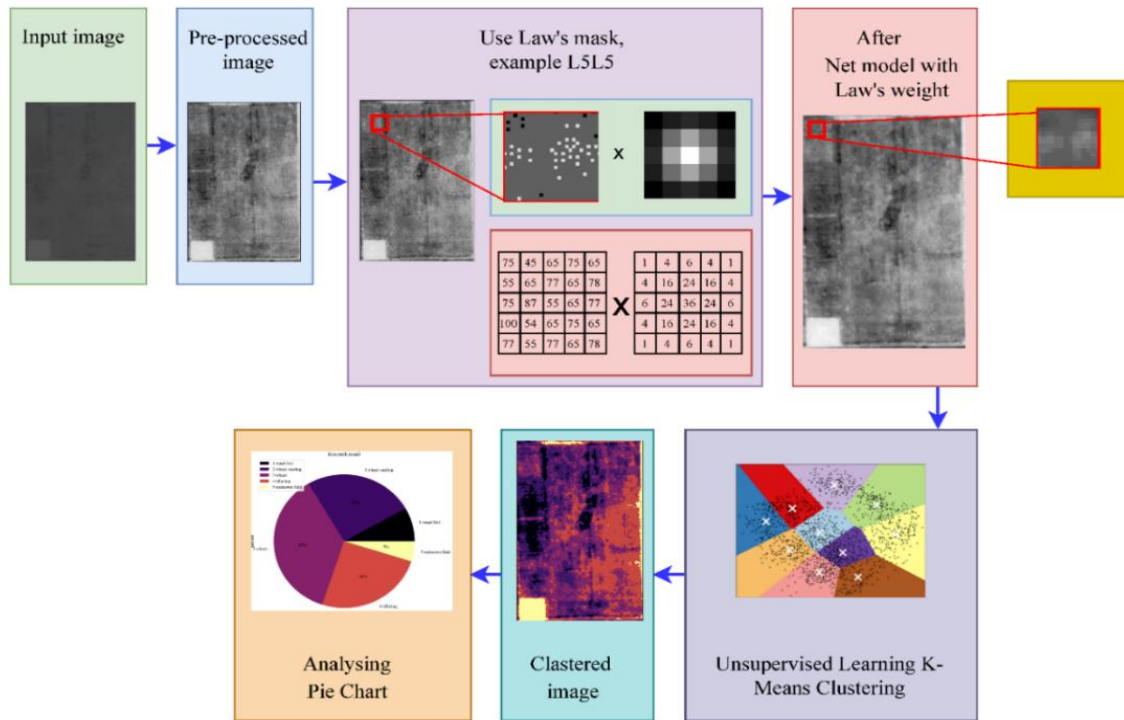 Input image
Pre-processed
image
Use Law's mask,
example L5L5
x
75 45 65 75 65
55 65 77 65 78
75 87 55 65 77
100 54 65 75 65
77 55 77 65 78
X
1 4 6 4 1
4 16 24 16 4
6 24 36 24 6
4 16 24 16 4
1 4 6 4 1
After
Net model with
Law's weight
Analysing
Pie Chart
Clastered
image
Unsupervised Learning K-
Means Clustering